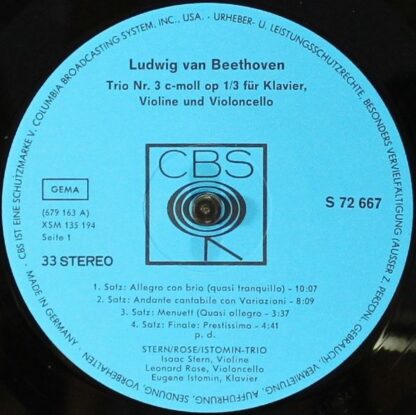 CBS IST EINE SCHUTZMARKE V. COLUMBIA BROADCASTING SYSTEM, INC., USA. - URHEBER- U. LEISTUNGSSCHUTZRECHTE, BESONDERS VERVIELFÄLTIGUNG (AUSSER Z. PERSÖNL. GEBRAUCH), VERMIETUNG, AUFFÜHRUNG, SENDUNG, VORBEHALTEN. - MADE IN GERMANY
Ludwig van Beethoven
Trio Nr. 3 c-moll op 1/3 für Klavier,
Violine und Violoncello
CBS
GEMA
S 72 667
(679 163 A)
XSM 135 194
Seite 1
33 STEREO
1. Satz: Allegro con brio (quasi tranquillo) - 10:07
2. Satz: Andante cantabile con Variazioni - 8:09
3. Satz: Menuett (Quasi allegro - 3:37
4. Satz: Finale: Prestissimo - 4:41
p. d.
STERN/ROSE/ISTOMIN-TRIO
Isaac Stern, Violine
Leonard Rose, Violoncello
Eugene Istomin, Klavier